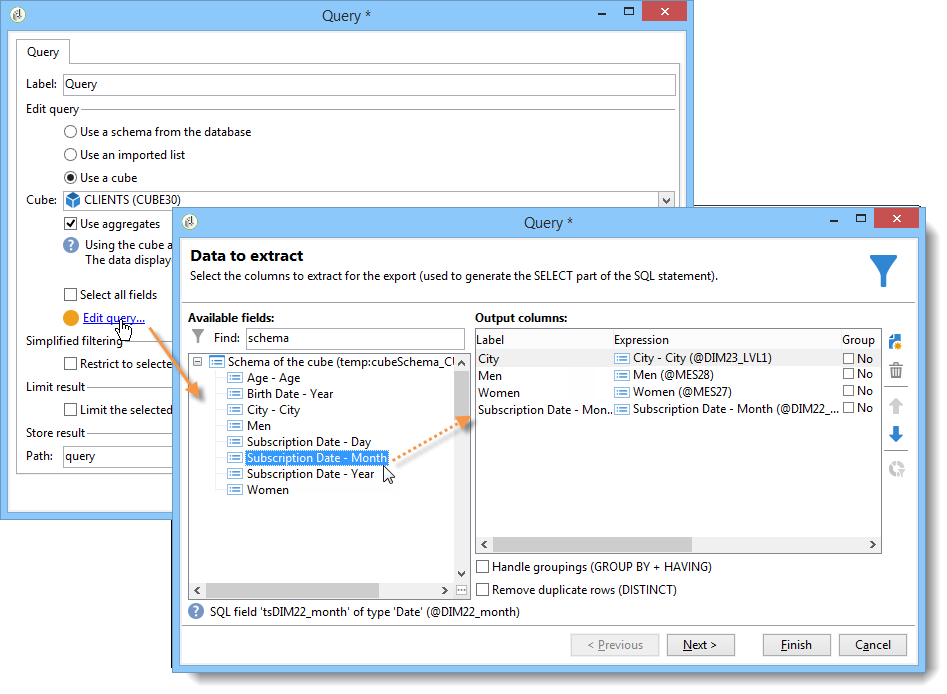 Query *
Query
Label: Query
Edit query
Use a schema from the database
Use an imported list
Use a cube
Cube: CLIENTS (CUBE30)
Use aggregates
Using the cube a
The data display
Select all fields
Edit query...
Simplified filtering
Restrict to selecte
Limit result
Limit the selected
Store result
Path: query
Query *
Data to extract
Select the columns to extract for the export (used to generate the SELECT part of the SQL statement).
Available fields:
Find: schema
Schema of the cube (temp:cubeSchema_CU
Age - Age
Birth Date - Year
City - City
Men
Subscription Date - Day
Subscription Date - Month
Subscription Date - Year
Women
Output columns:
Label Expression Group
City City - City (@DIM23_LVL1) No
Men Men (@MES28) No
Women Women (@MES27) No
Subscription Date - Mon... Subscription Date - Month (@DIM22_... No
Handle groupings (GROUP BY + HAVING)
Remove duplicate rows (DISTINCT)
SQL field 'tsDIM22_month' of type 'Date' (@DIM22_month)
< Previous Next > Finish Cancel